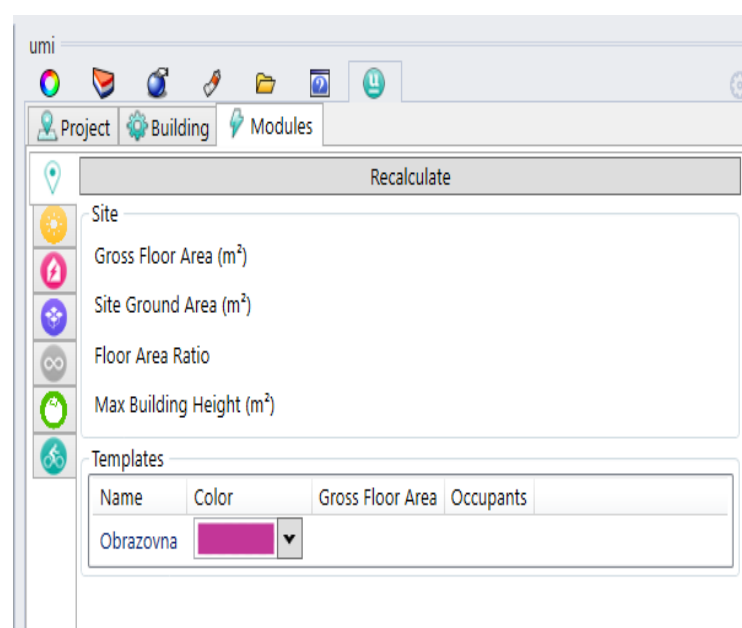 umi
Project Building Modules
Recalculate
Site
Gross Floor Area (m²)
Site Ground Area (m²)
Floor Area Ratio
Max Building Height (m²)
Templates
Name Color Gross Floor Area Occupants
Obrazovna